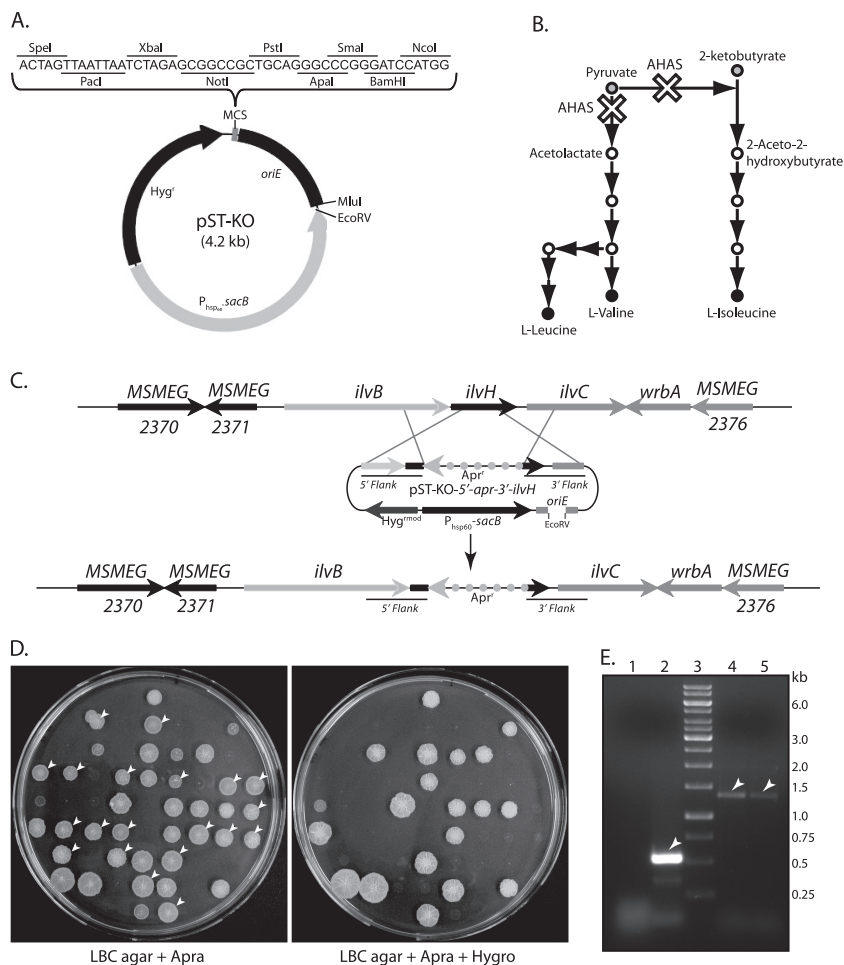 A.
SpeI XbaI PstI SmaI NcoI
ACTAGTTAATTAATCTAGAGCGGCCGCTGCAGGGCCCGGGATCCATGG
PacI NotI ApaI BamHI
MCS
oriE
Hygʳ
MluI
EcoRV
pST-KO
(4.2 kb)
Phsp₆₀-sacB
B.
AHAS
2-ketobutyrate
Pyruvate
AHAS
Acetolactate
2-Aceto-2-
hydroxybutyrate
L-Leucine
L-Valine
L-Isoleucine
C.
MSMEG MSMEG ilvB ilvH ilvC wrbA MSMEG
2370 2371 2376
Aprʳ
5' Flank 3' Flank
pST-KO-5'-apr-3'-ilvH
oriE
Hygʳᵐᵒᵈ Phsp60-sacB EcoRV
MSMEG MSMEG ilvB ilvC wrbA MSMEG
2370 2371 5' Flank Aprʳ 3' Flank 2376
D.
LBC agar + Apra
LBC agar + Apra + Hygro
E.
1 2 3 4 5 kb
6.0
3.0
2.0
1.5
1.0
0.75
0.5
0.25